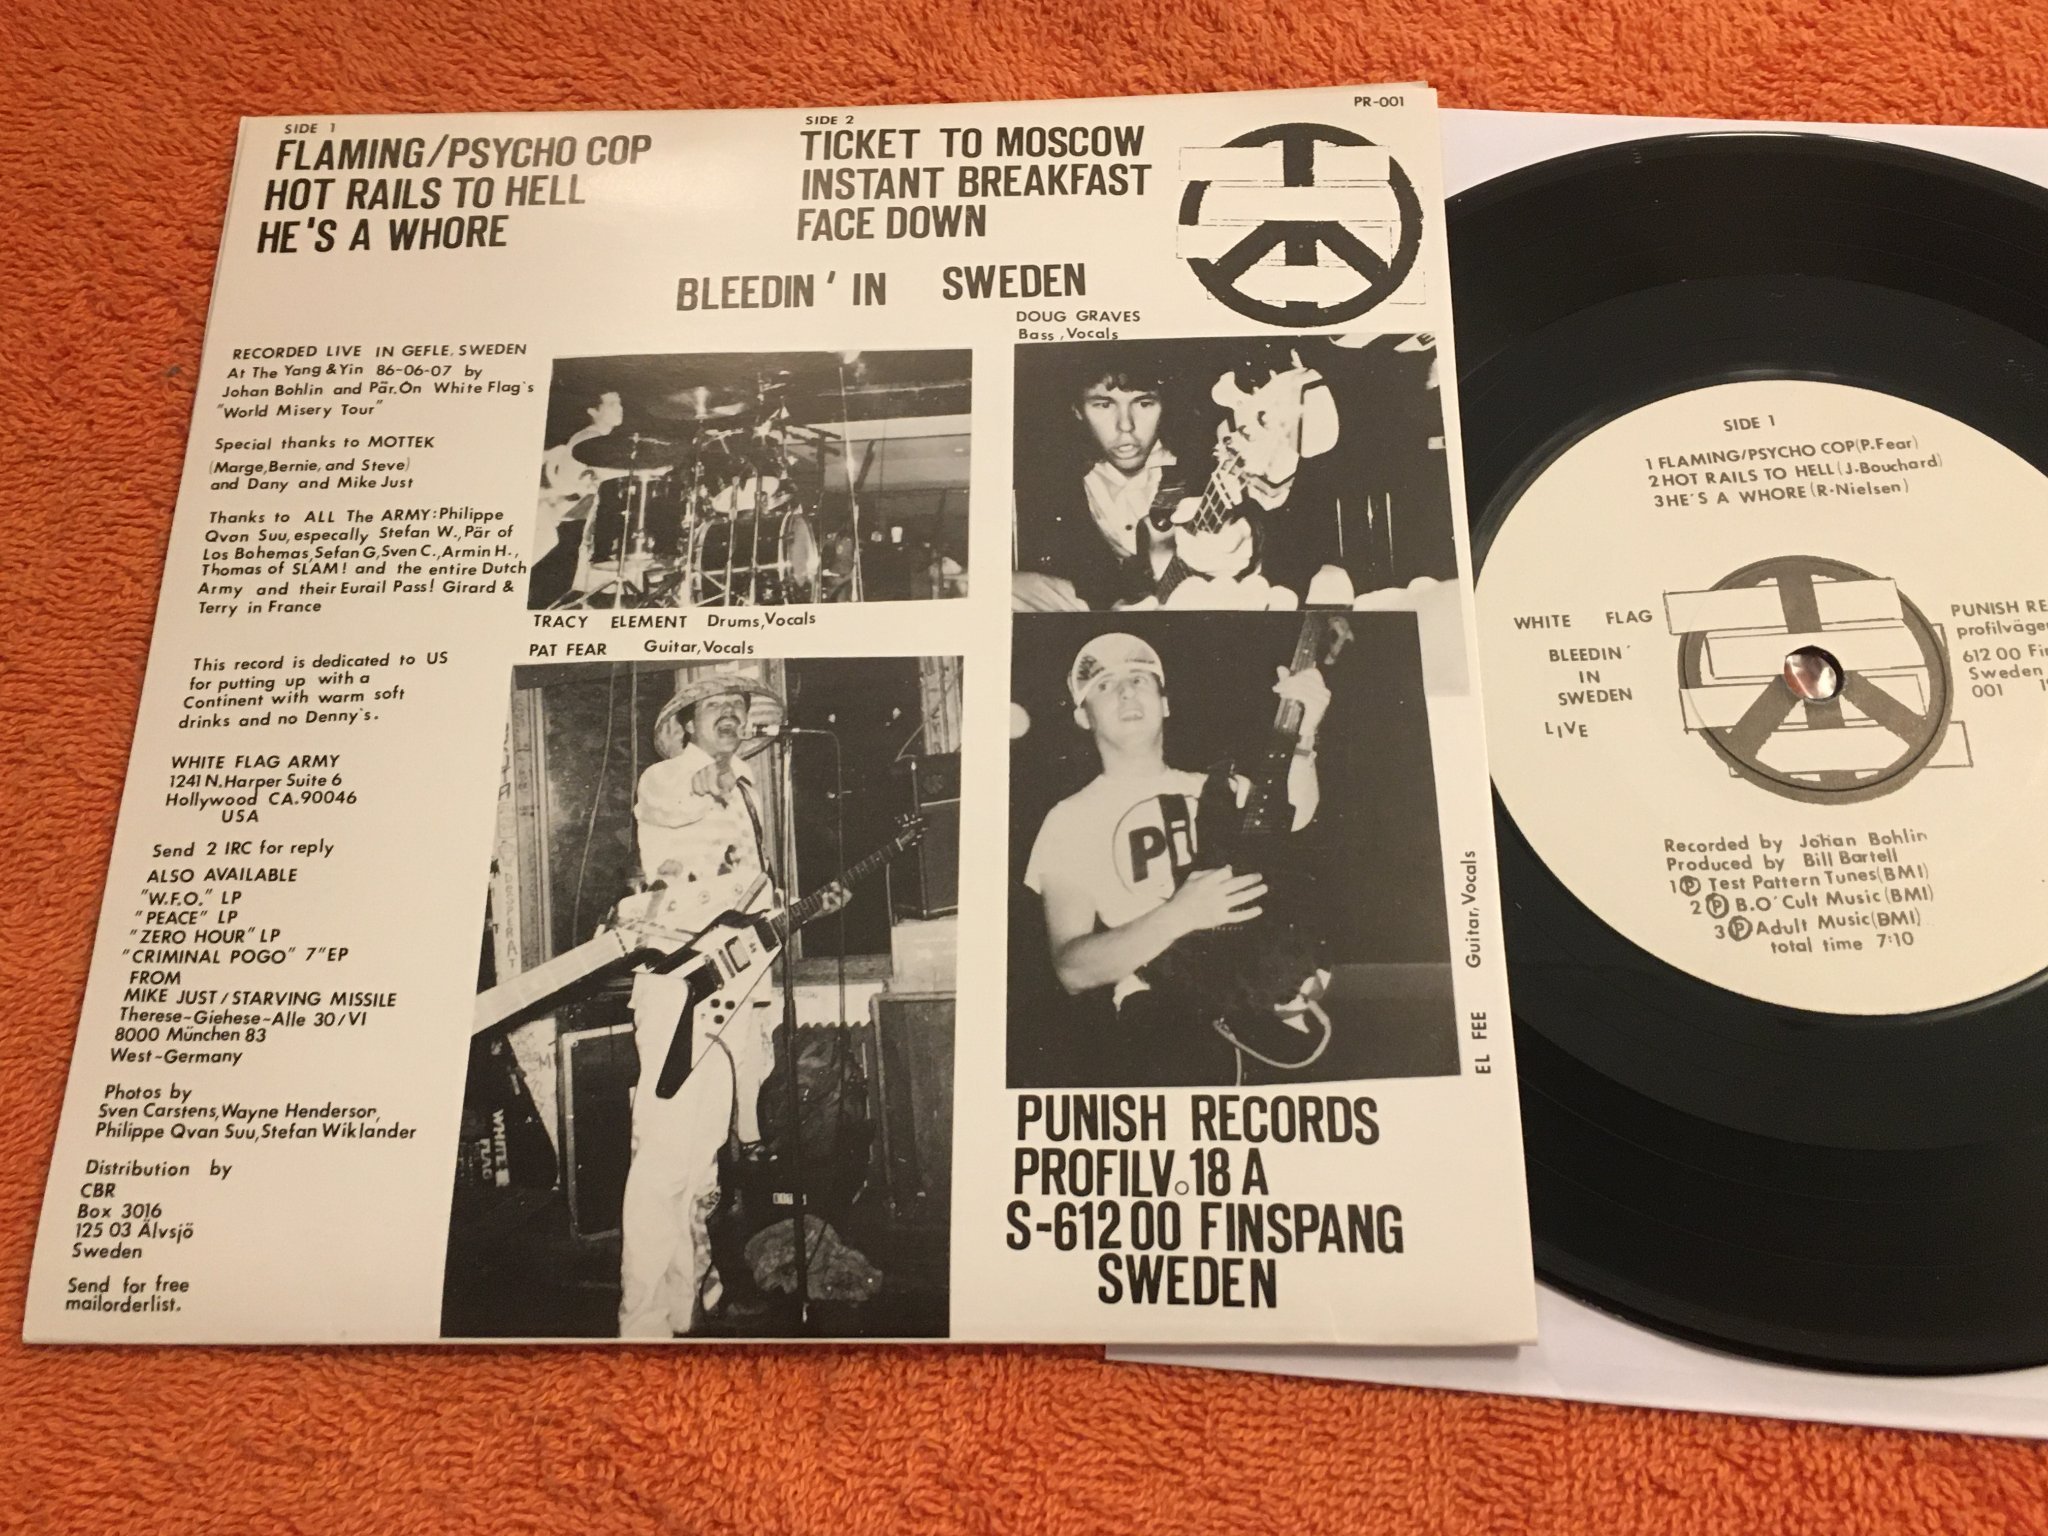 PR-001
SIDE 1
FLAMING/PSYCHO COP
HOT RAILS TO HELL
HE'S A WHORE
SIDE 2
TICKET TO MOSCOW
INSTANT BREAKFAST
FACE DOWN
BLEEDIN' IN SWEDEN
RECORDED LIVE IN GEFLE, SWEDEN
At The Yang & Yin 86-06-07 by
Johan Bohlin and Pär. On White Flag's
"World Misery Tour"
Special thanks to MOTTEK
(Marge, Bernie, and Steve)
and Dany and Mike Just
Thanks to ALL The ARMY: Philippe
Qvan Suu, especally Stefan W., Pär of
Los Bohemas, Sefan G, Sven C., Armin H.,
Thomas of SLAM! and the entire Dutch
Army and their Eurail Pass! Girard &
Terry in France
This record is dedicated to US
for putting up with a
Continent with warm soft
drinks and no Denny's.
WHITE FLAG ARMY
1241 N. Harper Suite 6
Hollywood CA. 90046
USA
Send 2 IRC for reply
ALSO AVAILABLE
"W.F.O." LP
"PEACE" LP
"ZERO HOUR" LP
"CRIMINAL POGO" 7" EP
FROM
MIKE JUST / STARVING MISSILE
Therese-Giehese-Alle 30/VI
8000 München 83
West-Germany
Photos by
Sven Carstens, Wayne Henderson,
Philippe Qvan Suu, Stefan Wiklander
Distribution by
CBR
Box 3016
125 03 Älvsjö
Sweden
Send for free
mailorderlist.
TRACY ELEMENT Drums, Vocals
PAT FEAR Guitar, Vocals
WHITE
FLAG
DOUG GRAVES
Bass, Vocals
PiL
EL FEE Guitar, Vocals
PUNISH RECORDS
PROFILV. 18 A
S-612 00 FINSPANG
SWEDEN
SIDE 1
1 FLAMING/PSYCHO COP (P. Fear)
2 HOT RAILS TO HELL (J. Bouchard)
3 HE'S A WHORE (R-Nielsen)
WHITE FLAG
BLEEDIN'
IN
SWEDEN
LIVE
PUNISH RE
profilväge
612 00 Fi
Sweden
001 19
Recorded by Johan Bohlin
Produced by Bill Bartell
1 Ⓟ Test Pattern Tunes (BMI)
2 Ⓟ B.O' Cult Music (BMI)
3 Ⓟ Adult Music (BMI)
total time 7:10